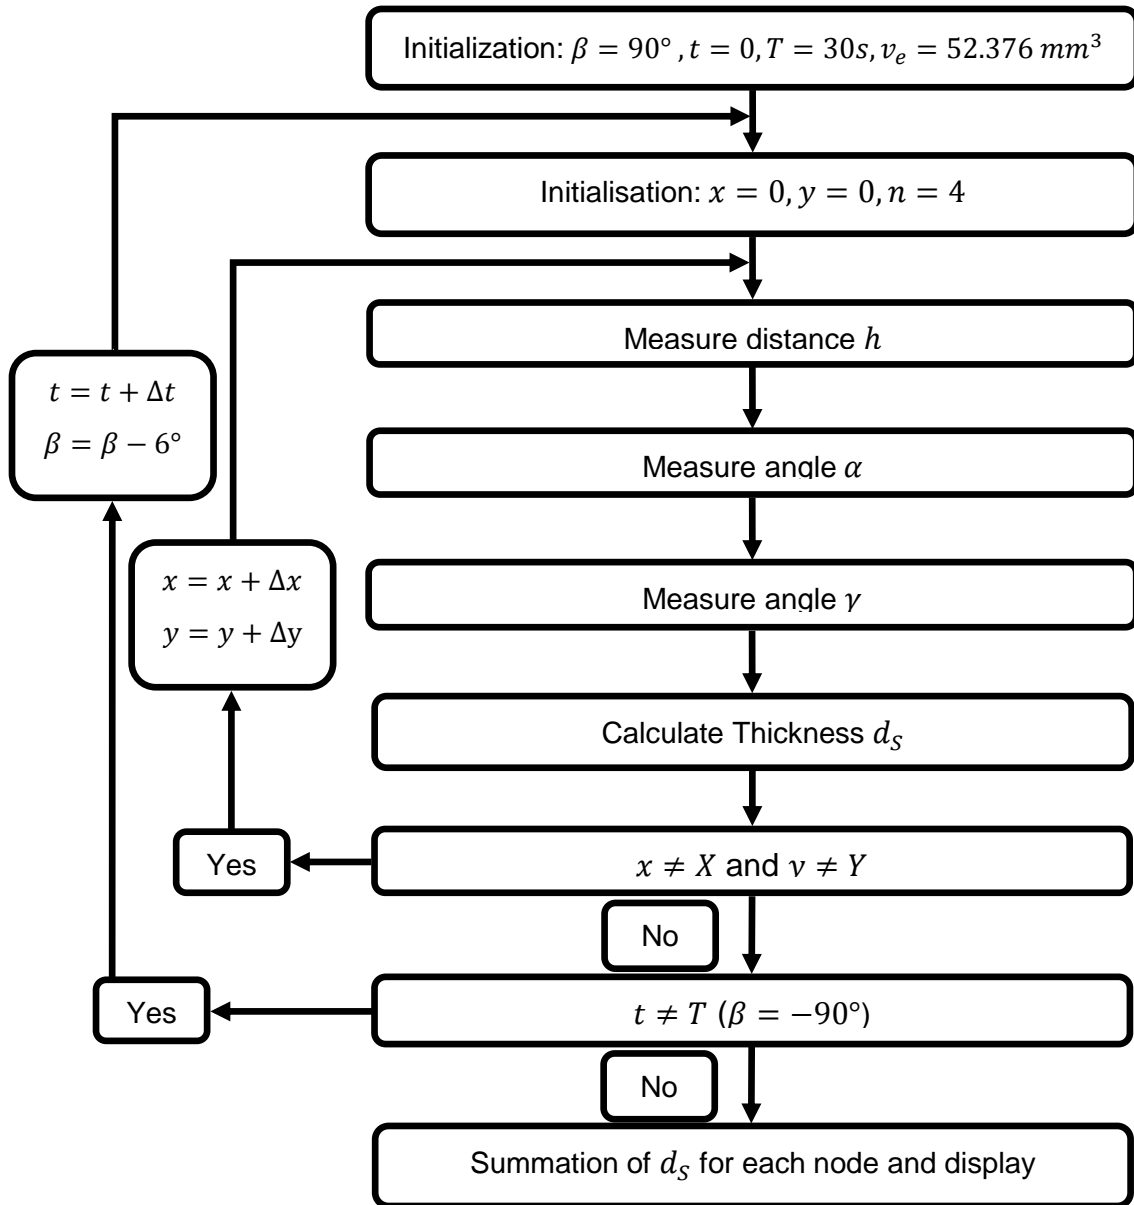 Initialization: β = 90° , t = 0, T = 30s, vₑ = 52.376 mm³
Initialisation: x = 0, y = 0, n = 4
Measure distance h
t = t + Δt
β = β − 6°
Measure angle α
x = x + Δx
y = y + Δy
Measure angle γ
Calculate Thickness d_S
Yes
x ≠ X and y ≠ Y
No
Yes
t ≠ T (β = −90°)
No
Summation of d_S for each node and display